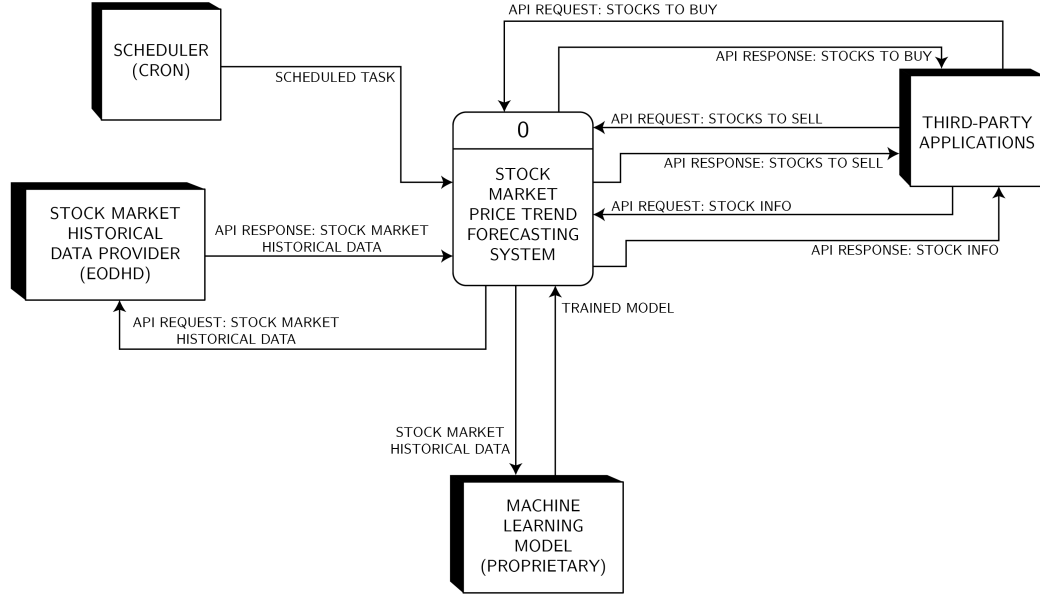 API REQUEST: STOCKS TO BUY
SCHEDULER
(CRON)
SCHEDULED TASK
API RESPONSE: STOCKS TO BUY
0
STOCK
MARKET
PRICE TREND
FORECASTING
SYSTEM
API REQUEST: STOCKS TO SELL
API RESPONSE: STOCKS TO SELL
THIRD-PARTY
APPLICATIONS
API REQUEST: STOCK INFO
API RESPONSE: STOCK INFO
STOCK MARKET
HISTORICAL
DATA PROVIDER
(EODHD)
API RESPONSE: STOCK MARKET
HISTORICAL DATA
API REQUEST: STOCK MARKET
HISTORICAL DATA
TRAINED MODEL
STOCK MARKET
HISTORICAL DATA
MACHINE
LEARNING
MODEL
(PROPRIETARY)